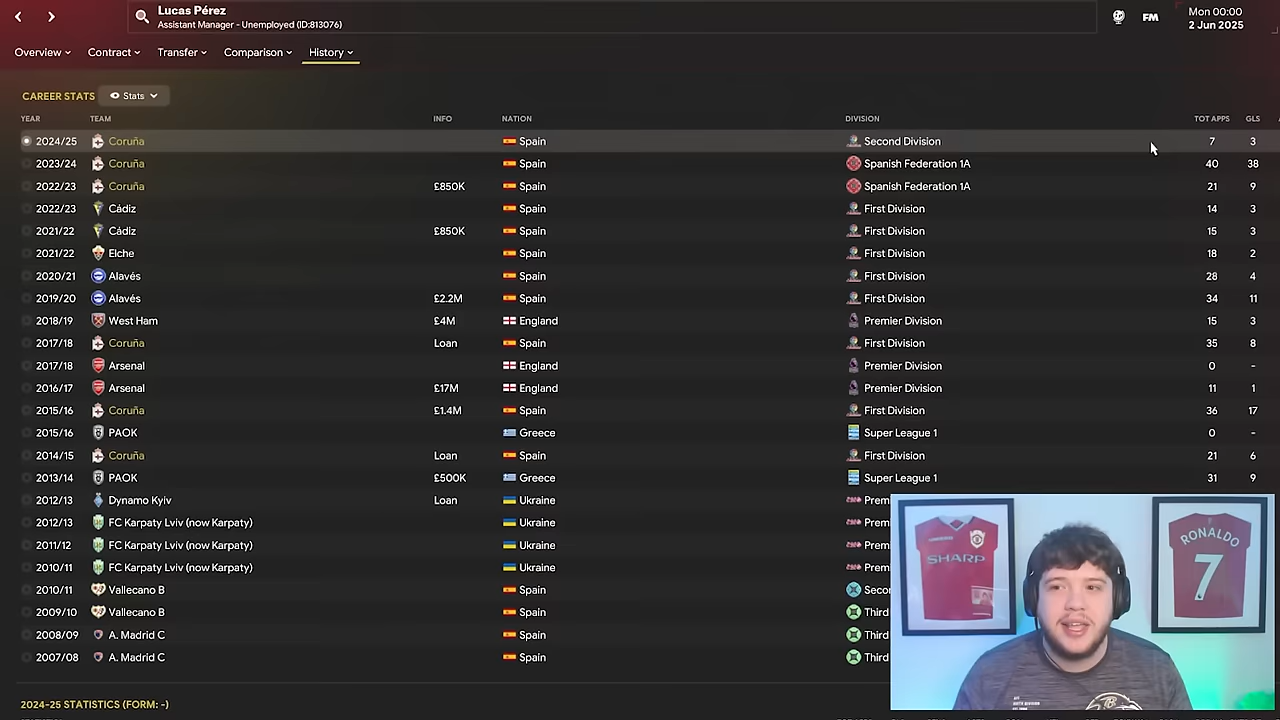 Lucas Pérez
Assistant Manager - Unemployed (ID:813076)
FM
Mon 00:00
2 Jun 2025
Overview Contract Transfer Comparison History
CAREER STATS Stats
YEAR TEAM INFO NATION DIVISION TOT APPS GLS
2024/25 Coruña Spain Second Division 7 3
2023/24 Coruña Spain Spanish Federation 1A 40 38
2022/23 Coruña £850K Spain Spanish Federation 1A 21 9
2022/23 Cádiz Spain First Division 14 3
2021/22 Cádiz £850K Spain First Division 15 3
2021/22 Elche Spain First Division 18 2
2020/21 Alavés Spain First Division 28 4
2019/20 Alavés £2.2M Spain First Division 34 11
2018/19 West Ham £4M England Premier Division 15 3
2017/18 Coruña Loan Spain First Division 35 8
2017/18 Arsenal England Premier Division 0 -
2016/17 Arsenal £17M England Premier Division 11 1
2015/16 Coruña £1.4M Spain First Division 36 17
2015/16 PAOK Greece Super League 1 0 -
2014/15 Coruña Loan Spain First Division 21 6
2013/14 PAOK £500K Greece Super League 1 31 9
2012/13 Dynamo Kyiv Loan Ukraine Prem
2012/13 FC Karpaty Lviv (now Karpaty) Ukraine Prem
2011/12 FC Karpaty Lviv (now Karpaty) Ukraine Prem
2010/11 FC Karpaty Lviv (now Karpaty) Ukraine Prem
2010/11 Vallecano B Spain Seco
2009/10 Vallecano B Spain Third
2008/09 A. Madrid C Spain Third
2007/08 A. Madrid C Spain Third
2024-25 STATISTICS (FORM: -)
SHARP
RONALDO
7